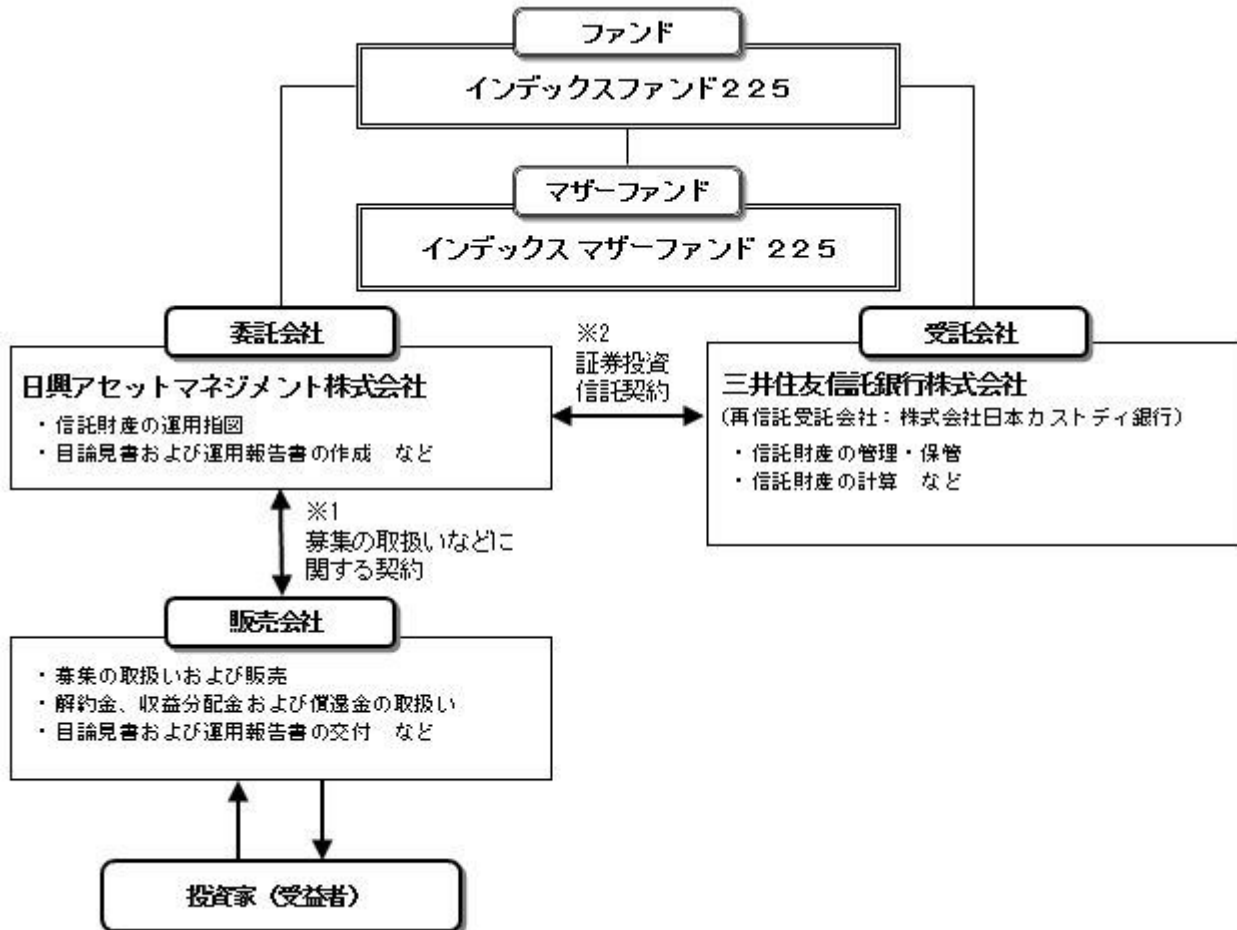 ファンド
インデックスファンド２２５
マザーファンド
インデックス マザーファンド ２２５
委託会社
日興アセットマネジメント株式会社
・信託財産の運用指図
・目論見書および運用報告書の作成　など
※2
証券投資
信託契約
受託会社
三井住友信託銀行株式会社
(再信託受託会社：株式会社日本カストディ銀行)
・信託財産の管理・保管
・信託財産の計算　など
※1
募集の取扱いなどに
関する契約
販売会社
・募集の取扱いおよび販売
・解約金、収益分配金および償還金の取扱い
・目論見書および運用報告書の交付　など
投資家（受益者）